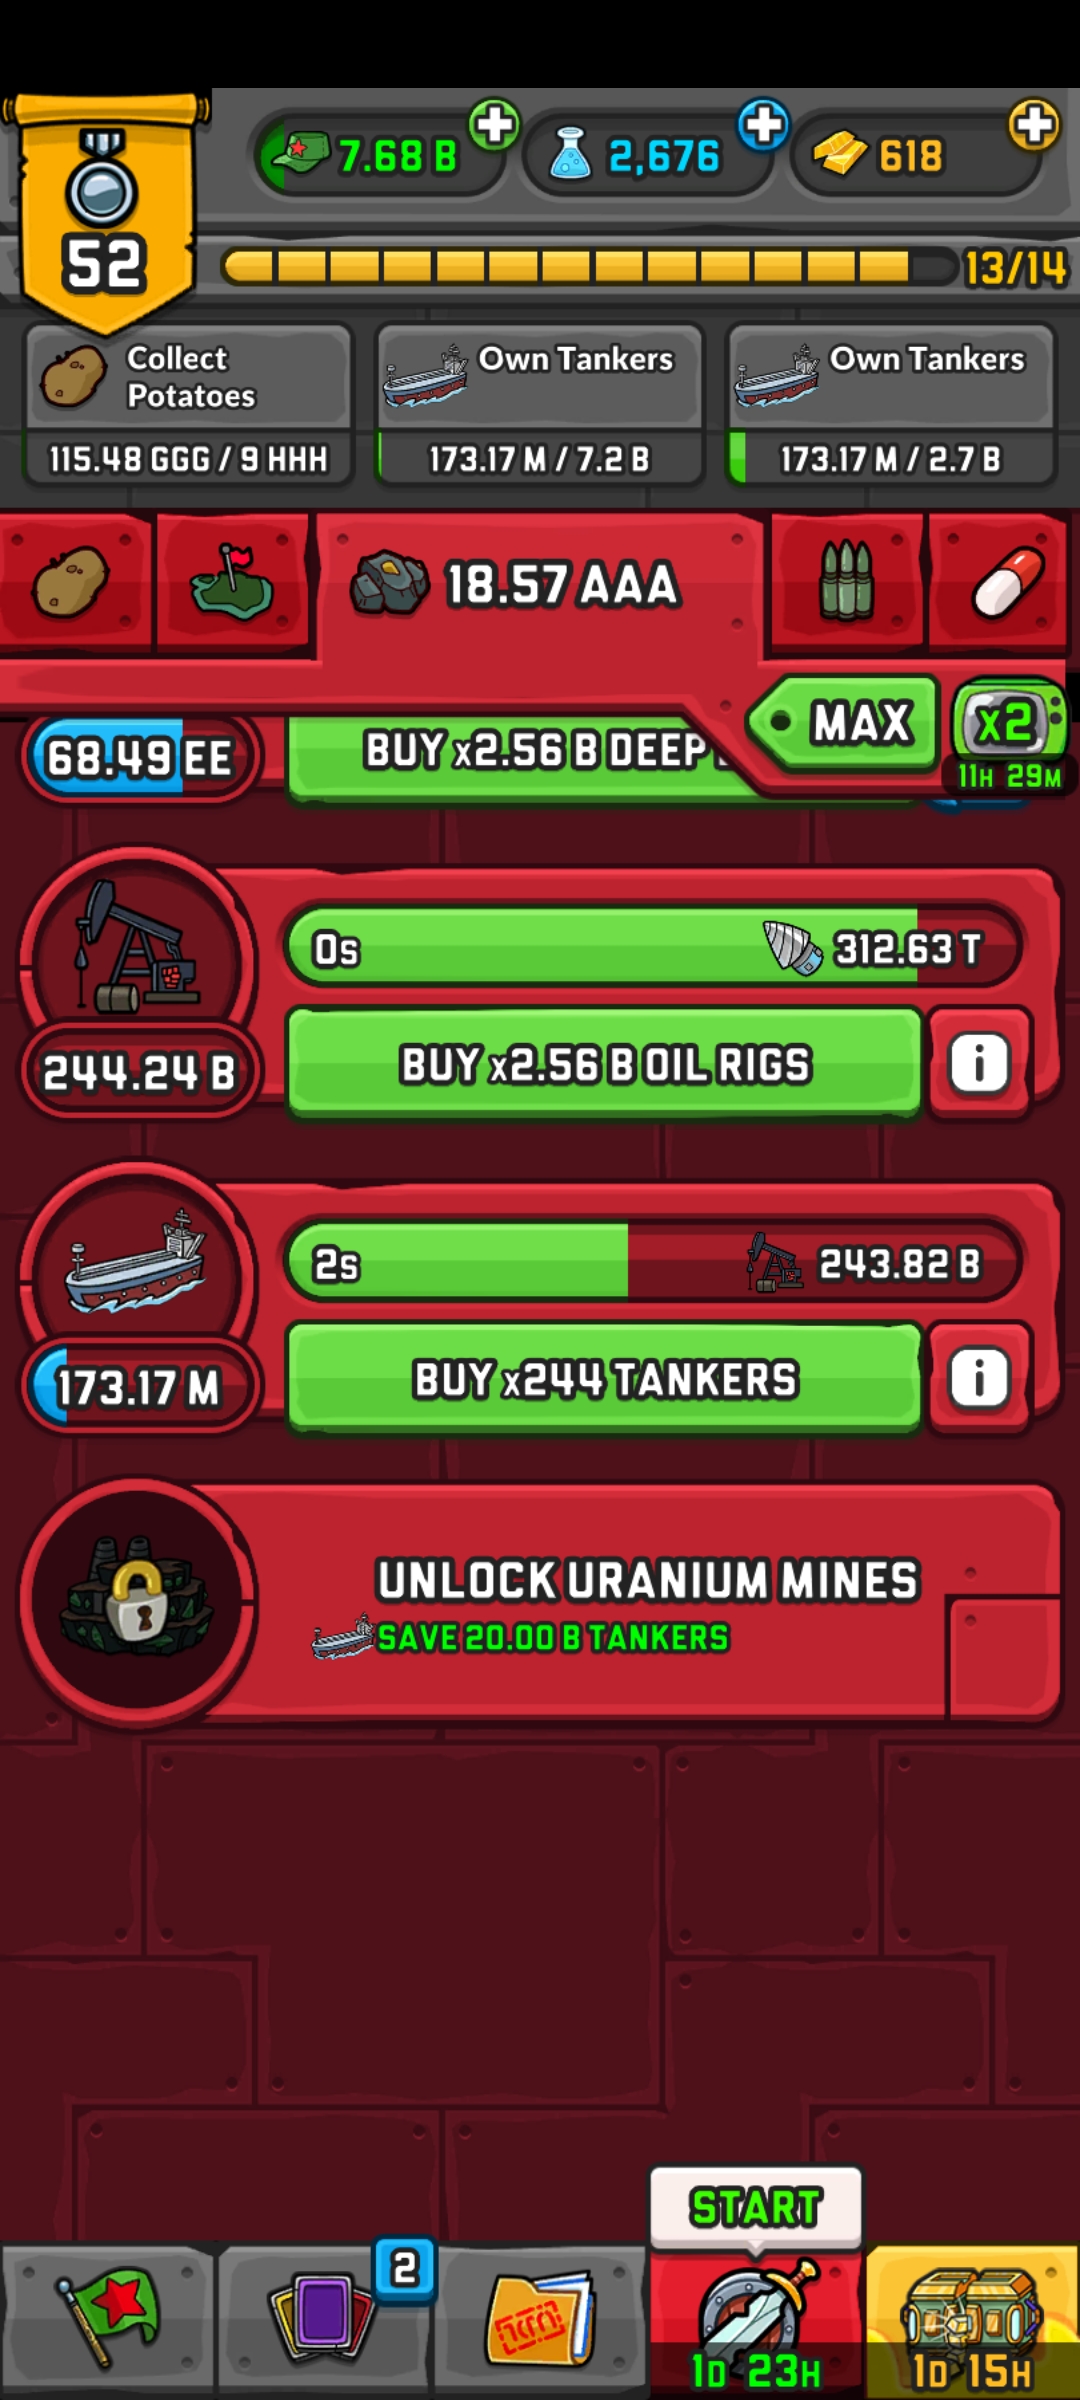 7.68 B
2,676
618
52
13/14
Collect
Potatoes
115.48 GGG / 9 HHH
Own Tankers
173.17 M / 7.2 B
Own Tankers
173.17 M / 2.7 B
18.57 AAA
MAX
x2
11H 29M
68.49 EE
BUY x2.56 B DEEP
0s
312.63 T
244.24 B
BUY x2.56 B OIL RIGS
i
2s
243.82 B
173.17 M
BUY x244 TANKERS
i
UNLOCK URANIUM MINES
SAVE 20.00 B TANKERS
START
2
1D 23H
1D 15H